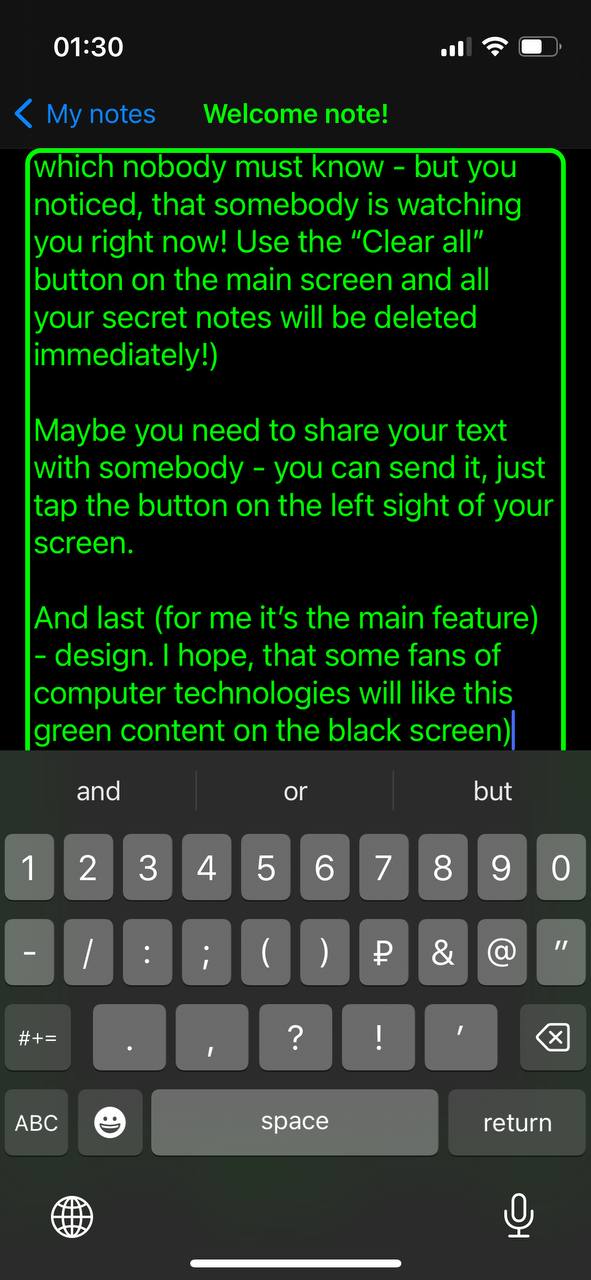 01:30
My notes
Welcome note!
which nobody must know - but you
noticed, that somebody is watching
you right now! Use the “Clear all”
button on the main screen and all
your secret notes will be deleted
immediately!)
Maybe you need to share your text
with somebody - you can send it, just
tap the button on the left sight of your
screen.
And last (for me it’s the main feature)
- design. I hope, that some fans of
computer technologies will like this
green content on the black screen)
and or but
1 2 3 4 5 6 7 8 9 0
- / : ; ( ) ₽ & @ "
#+= . , ? ! ’
ABC space return